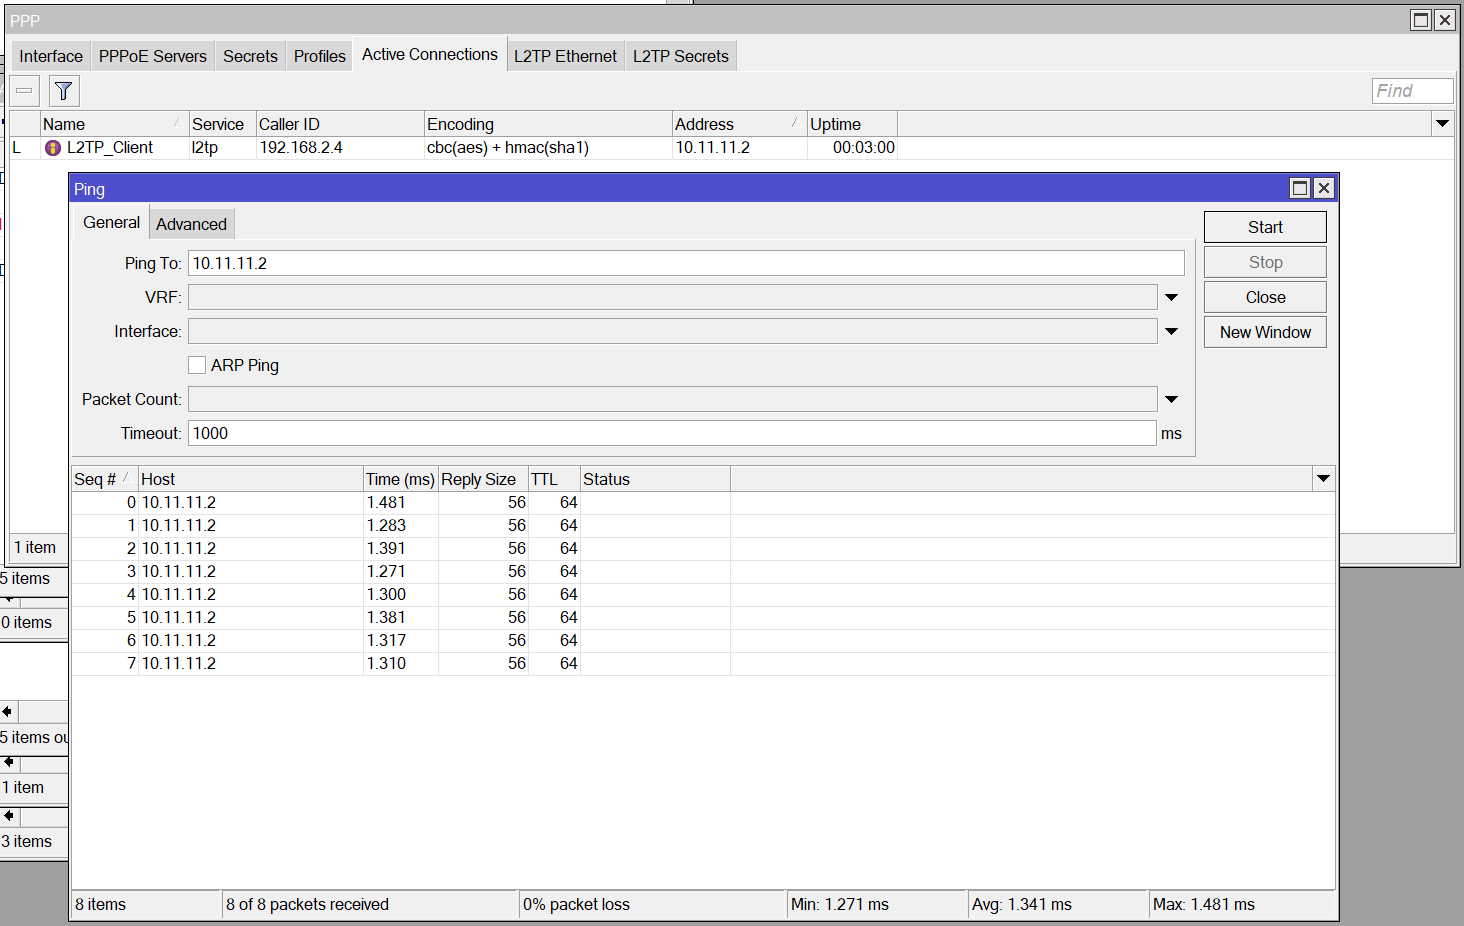 PPP
Interface PPPoE Servers Secrets Profiles Active Connections L2TP Ethernet L2TP Secrets
Find
Name Service Caller ID Encoding Address Uptime
L L2TP_Client l2tp 192.168.2.4 cbc(aes) + hmac(sha1) 10.11.11.2 00:03:00
Ping
General Advanced
Start
Ping To: 10.11.11.2
Stop
VRF:
Close
Interface:
New Window
ARP Ping
Packet Count:
Timeout: 1000 ms
Seq # Host Time (ms) Reply Size TTL Status
0 10.11.11.2 1.481 56 64
1 10.11.11.2 1.283 56 64
2 10.11.11.2 1.391 56 64
3 10.11.11.2 1.271 56 64
4 10.11.11.2 1.300 56 64
5 10.11.11.2 1.381 56 64
6 10.11.11.2 1.317 56 64
7 10.11.11.2 1.310 56 64
8 items 8 of 8 packets received 0% packet loss Min: 1.271 ms Avg: 1.341 ms Max: 1.481 ms
1 item
5 items
0 items
5 items ou
1 item
3 items